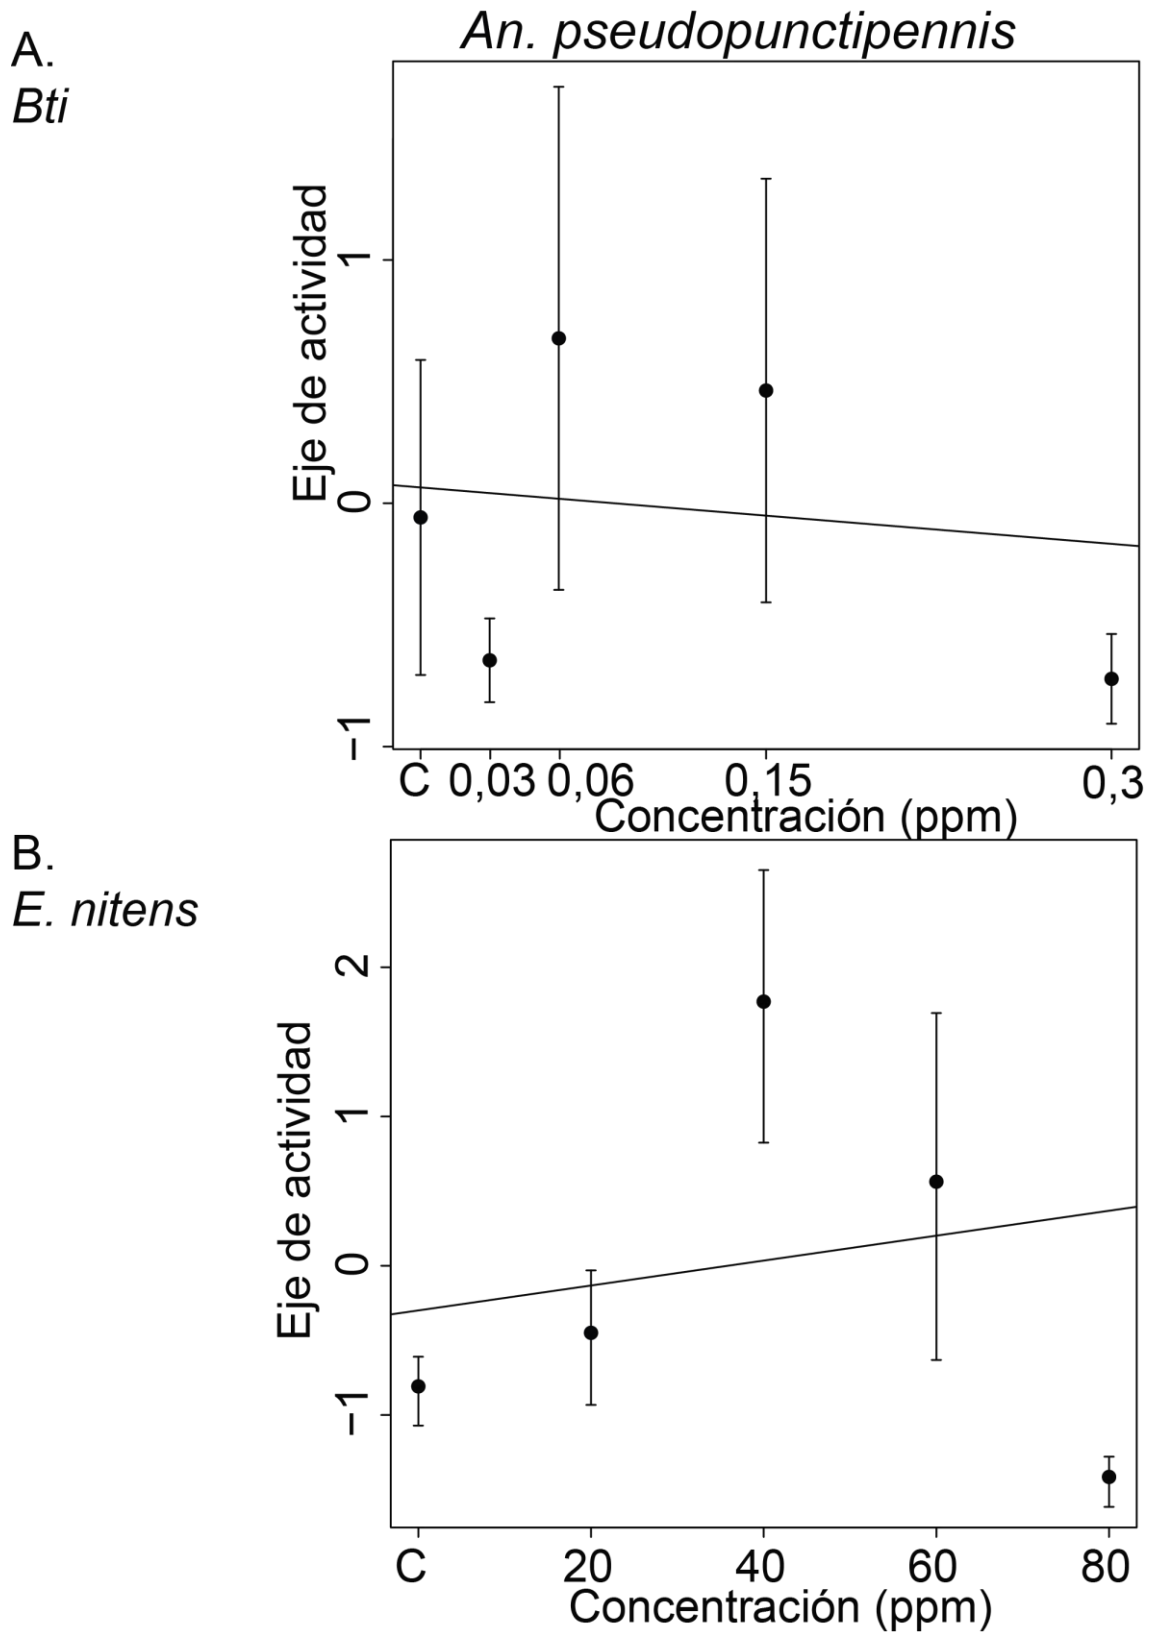 An. pseudopunctipennis
A.
Bti
Eje de actividad
1
0
−1
C 0,03 0,06 0,15 0,3
Concentración (ppm)
B.
E. nitens
Eje de actividad
2
1
0
−1
C 20 40 60 80
Concentración (ppm)